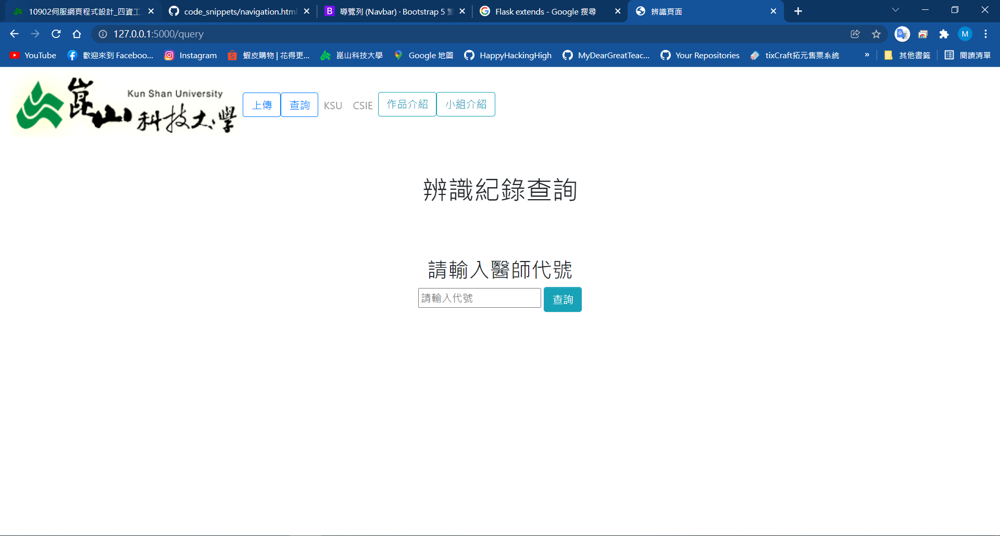 10902伺服網頁程式設計_四資工
code_snippets/navigation.html
導覽列 (Navbar) · Bootstrap 5 繁
Flask extends - Google 搜尋
辨識頁面
127.0.0.1:5000/query
M
YouTube
歡迎來到 Faceboo...
Instagram
蝦皮購物 | 花得更...
崑山科技大學
Google 地圖
HappyHackingHigh
MyDearGreatTeac...
Your Repositories
tixCraft拓元售票系統
»
其他書籤
閱讀清單
崑山科技大學
Kun Shan University
上傳
查詢
KSU
CSIE
作品介紹
小組介紹
辨識紀錄查詢
請輸入醫師代號
請輸入代號
查詢